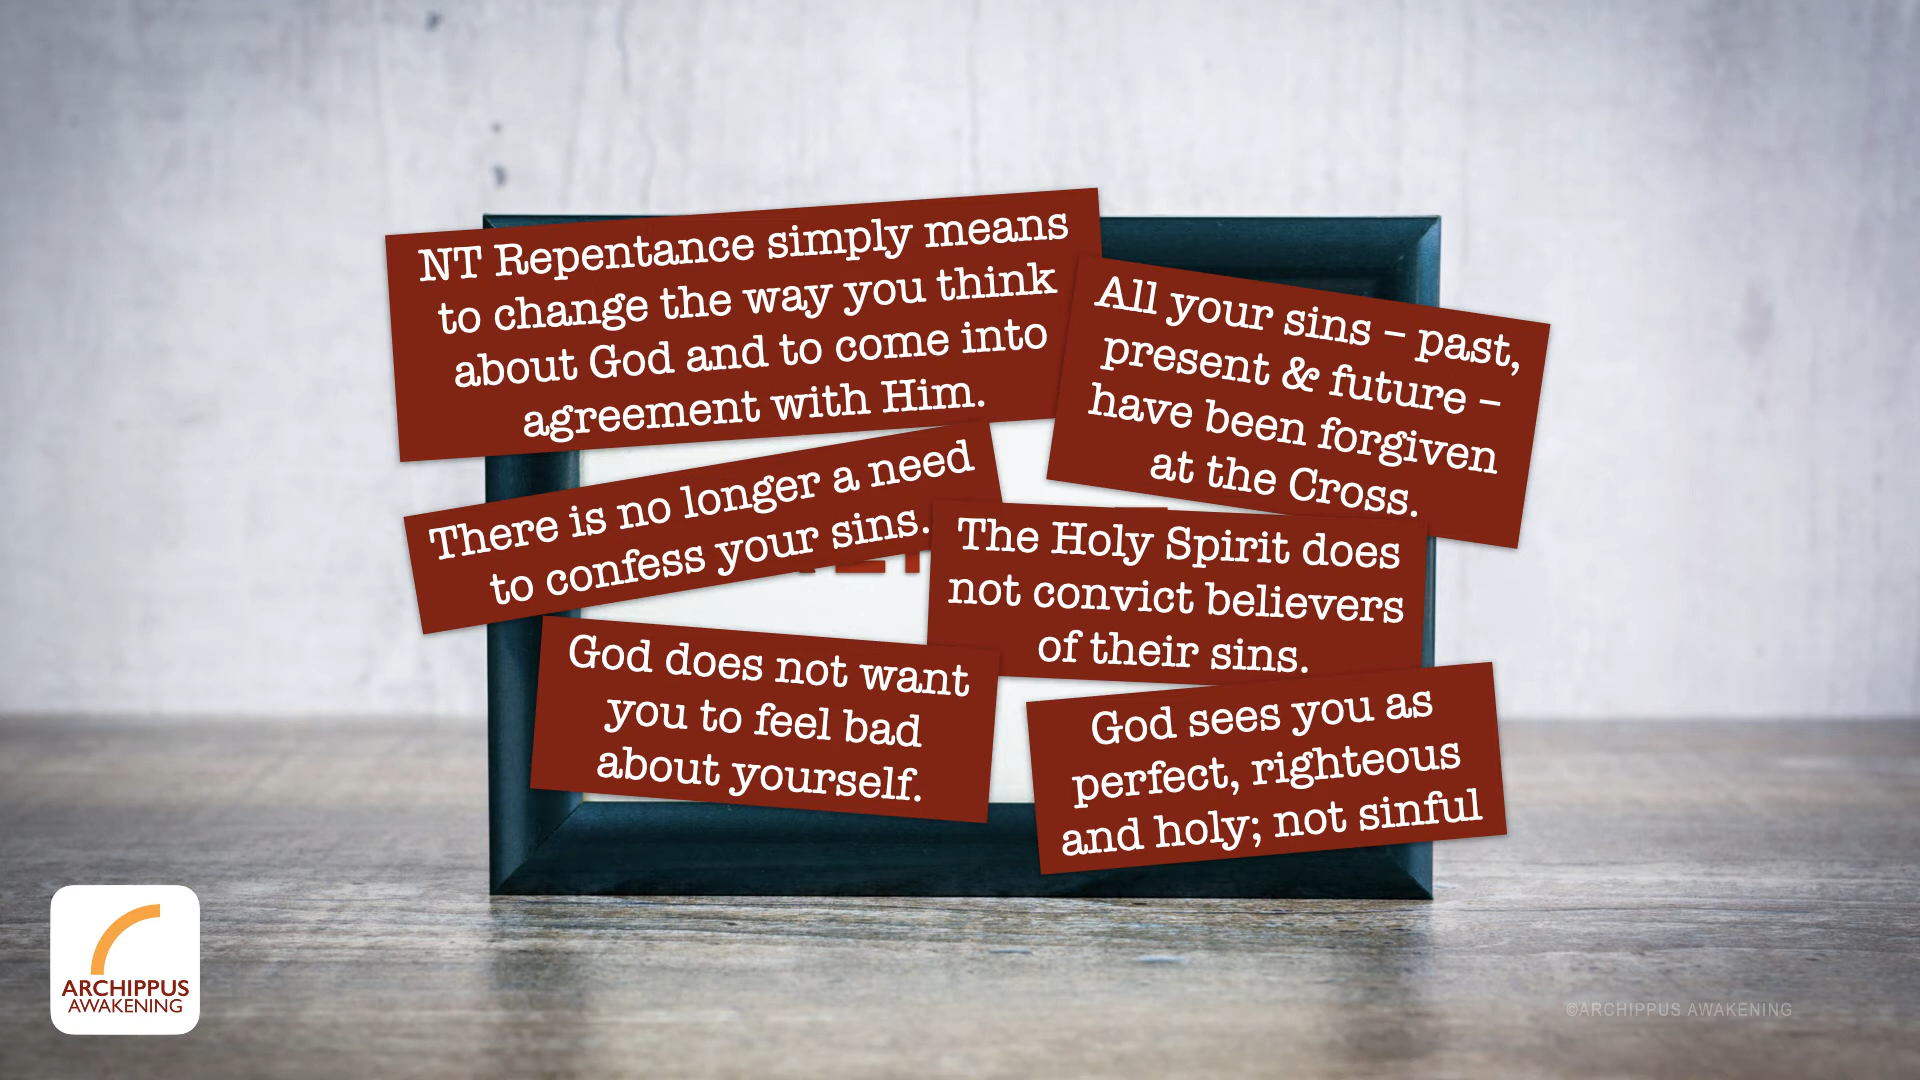 NT Repentance simply means
to change the way you think
about God and to come into
agreement with Him.
All your sins – past,
present & future –
have been forgiven
at the Cross.
There is no longer a need
to confess your sins.
The Holy Spirit does
not convict believers
of their sins.
God does not want
you to feel bad
about yourself.
God sees you as
perfect, righteous
and holy; not sinful
ARCHIPPUS
AWAKENING
©ARCHIPPUS AWAKENING